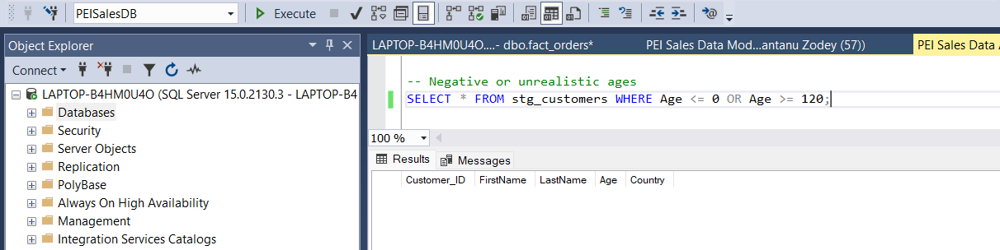 PEISalesDB
Execute
Object Explorer
Connect
LAPTOP-B4HM0U4O (SQL Server 15.0.2130.3 - LAPTOP-B4
Databases
Security
Server Objects
Replication
PolyBase
Always On High Availability
Management
Integration Services Catalogs
LAPTOP-B4HM0U4O....- dbo.fact_orders*
PEI Sales Data Mod...antanu Zodey (57))
PEI Sales Data A
-- Negative or unrealistic ages
SELECT * FROM stg_customers WHERE Age <= 0 OR Age >= 120;
100 %
Results
Messages
Customer_ID FirstName LastName Age Country